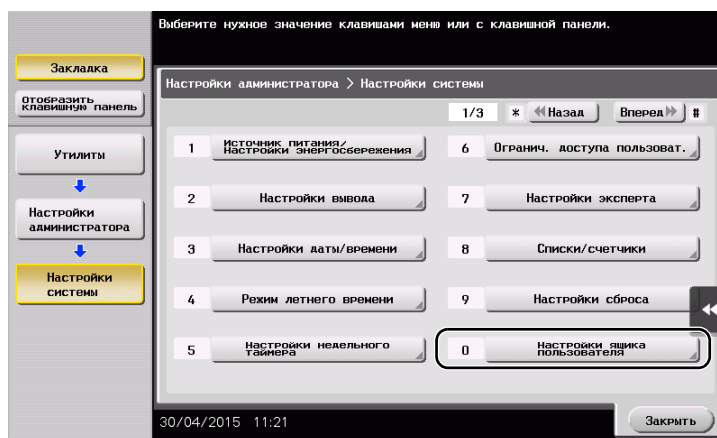 Выберите нужное значение клавишами меню или с клавишной панели.
Закладка
Отобразить
клавишную панель
Утилиты
Настройки
администратора
Настройки
системы
Настройки администратора > Настройки системы
1/3 * Назад Вперед #
1 Источник питания/
Настройки энергосбережения
6 Огранич. доступа пользоват.
2 Настройки вывода
7 Настройки эксперта
3 Настройки даты/времени
8 Списки/счетчики
4 Режим летнего времени
9 Настройки сброса
5 Настройки недельного
таймера
0 Настройки ящика
пользователя
30/04/2015 11:21
Закрыть